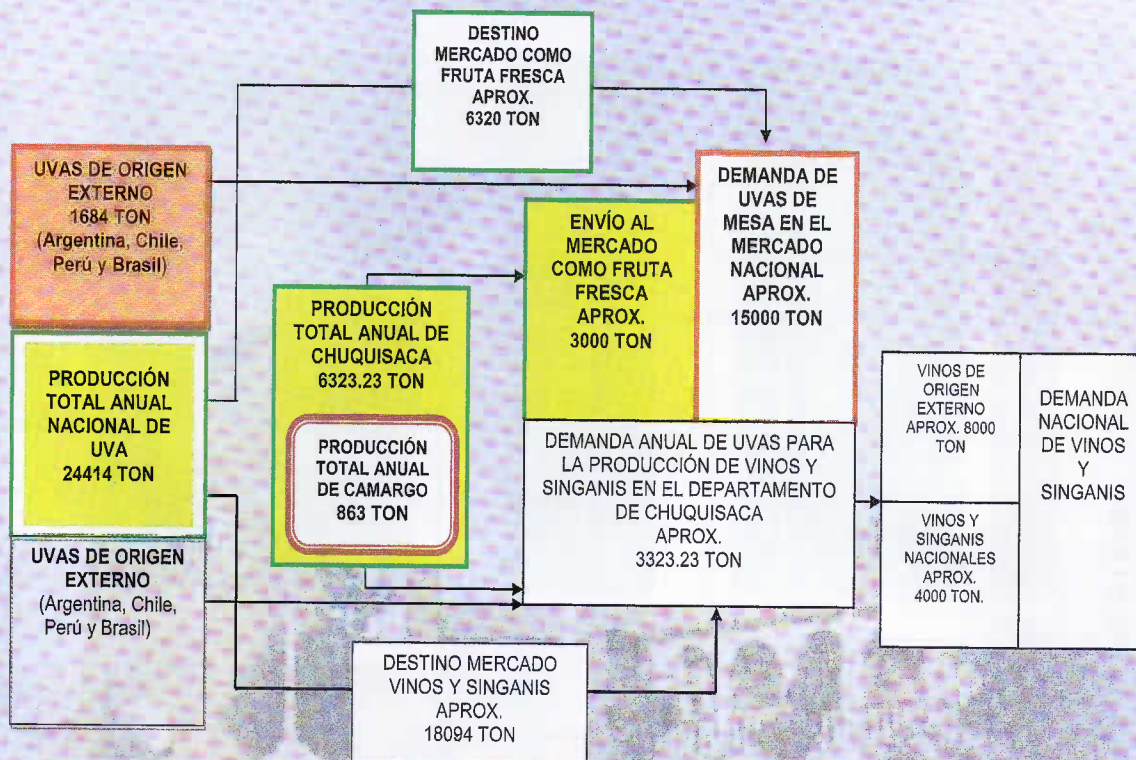 DESTINO
MERCADO COMO
FRUTA FRESCA
APROX.
6320 TON
UVAS DE ORIGEN
EXTERNO
1684 TON
(Argentina, Chile,
Perú y Brasil)
PRODUCCIÓN
TOTAL ANUAL
NACIONAL DE
UVA
24414 TON
UVAS DE ORIGEN
EXTERNO
(Argentina, Chile,
Perú y Brasil)
PRODUCCIÓN
TOTAL ANUAL DE
CHUQUISACA
6323.23 TON
PRODUCCIÓN
TOTAL ANUAL
DE CAMARGO
863 TON
ENVÍO AL
MERCADO
COMO FRUTA
FRESCA
APROX.
3000 TON
DEMANDA DE
UVAS DE
MESA EN EL
MERCADO
NACIONAL
APROX.
15000 TON
DEMANDA ANUAL DE UVAS PARA
LA PRODUCCIÓN DE VINOS Y
SINGANIS EN EL DEPARTAMENTO
DE CHUQUISACA
APROX.
3323.23 TON
DESTINO MERCADO
VINOS Y SINGANIS
APROX.
18094 TON
VINOS DE
ORIGEN
EXTERNO
APROX. 8000
TON
VINOS Y
SINGANIS
NACIONALES
APROX.
4000 TON.
DEMANDA
NACIONAL
DE VINOS
Y
SINGANIS